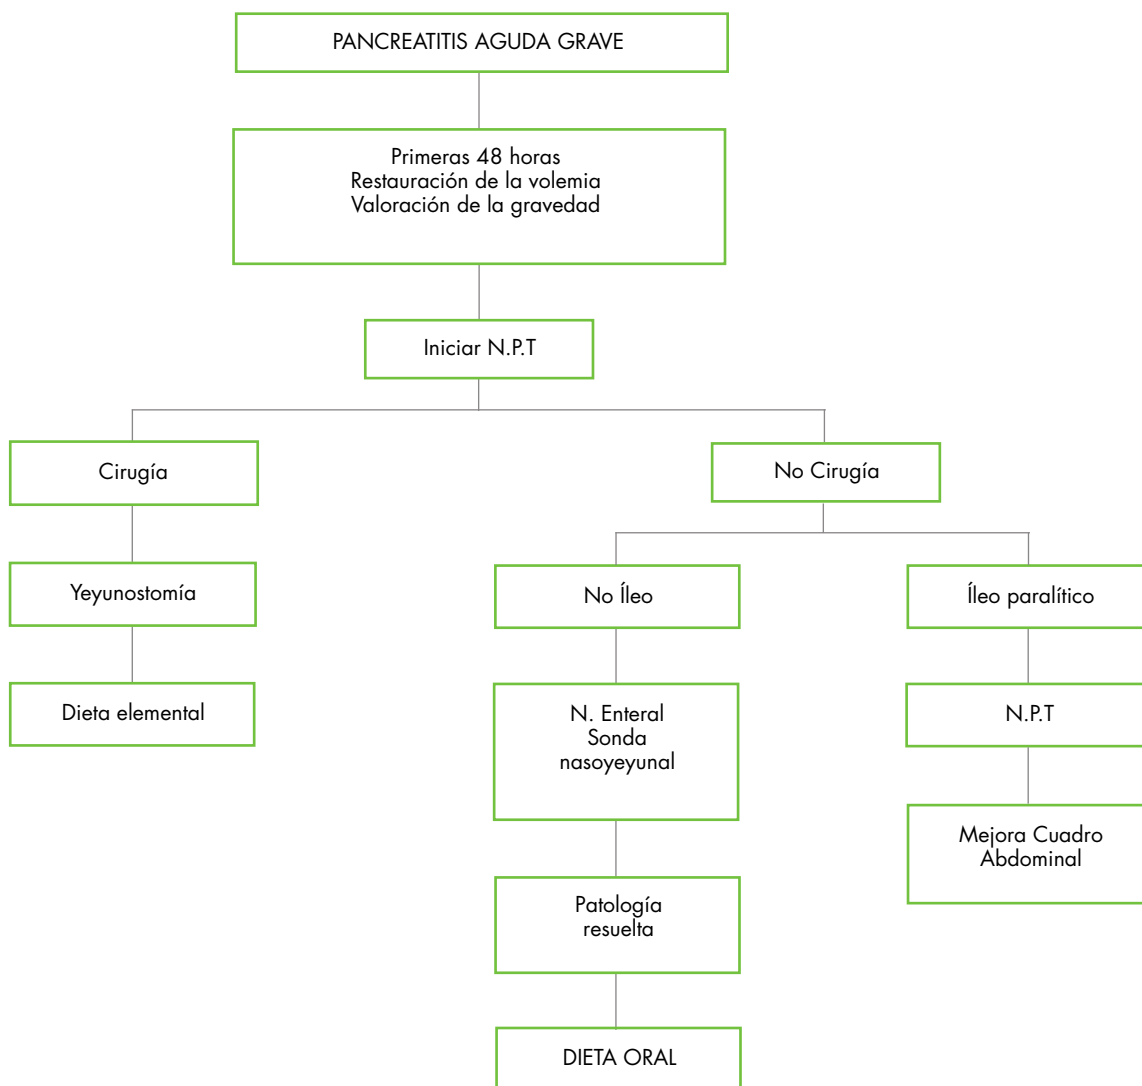 PANCREATITIS AGUDA GRAVE
Primeras 48 horas
Restauración de la volemia
Valoración de la gravedad
Iniciar N.P.T
Cirugía
No Cirugía
Yeyunostomía
No Íleo
Íleo paralítico
Dieta elemental
N. Enteral
Sonda
nasoyeyunal
N.P.T
Mejora Cuadro
Abdominal
Patología
resuelta
DIETA ORAL